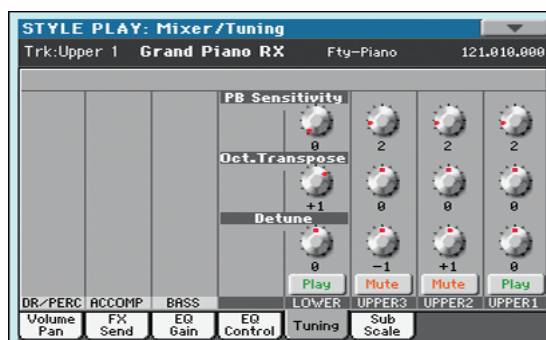 STYLE PLAY: Mixer/Tuning
Trk:Upper 1 Grand Piano RX Fty-Piano 121.010.000
PB Sensitivity
0 2 2 2
Oct.Transpose
+1 0 0 0
Detune
0 -1 +1 0
Play Mute Mute Play
DR/PERC ACCOMP BASS LOWER UPPER3 UPPER2 UPPER1
Volume Pan FX Send EQ Gain EQ Control Tuning Sub Scale